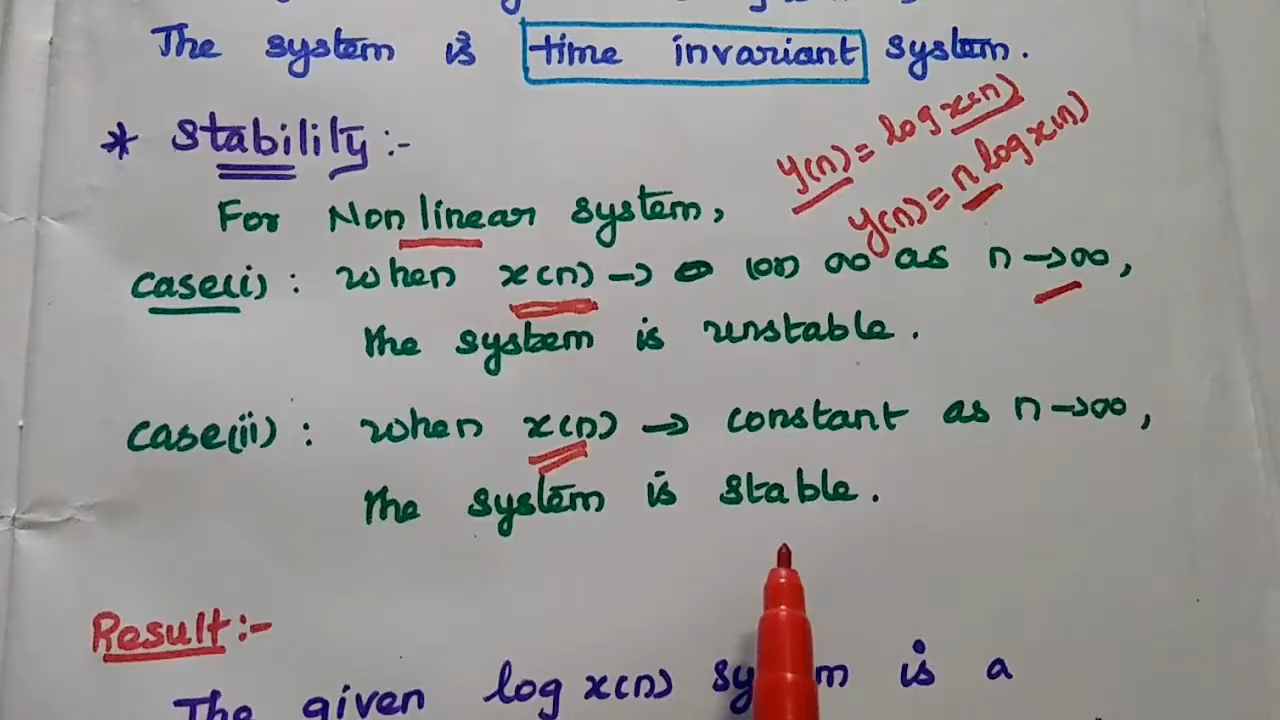 The system is time invariant system.
* Stability :-
y(n) = log x(n)
y(n) = n log x(n)
For Non linear system,
case(i) : when x(n) → 0 (or) ∞ as n → ∞,
the system is unstable.
case(ii) : when x(n) → constant as n → ∞,
the system is stable.
Result :-
The given log x(n) is a